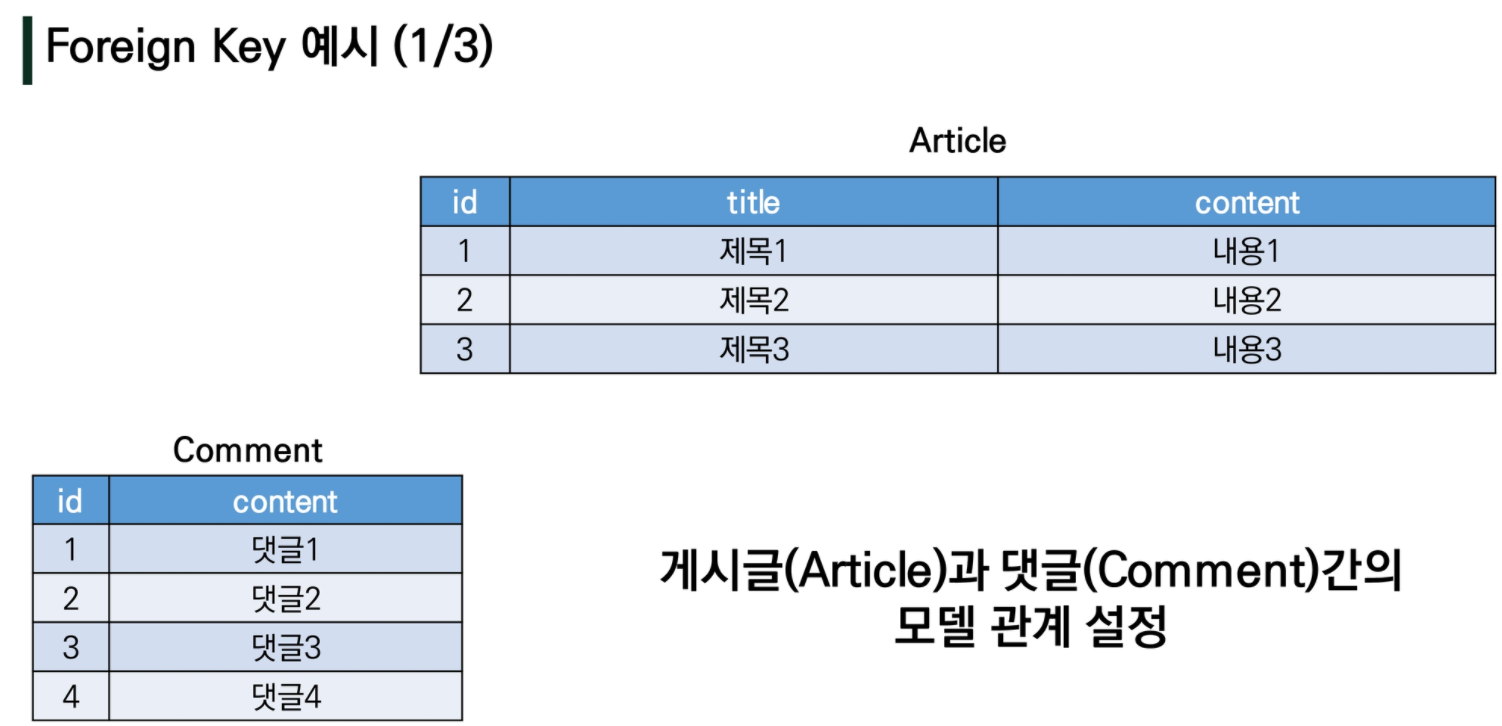 Foreign Key 예시 (1/3)
Article
id title content
1 제목1 내용1
2 제목2 내용2
3 제목3 내용3
Comment
id content
1 댓글1
2 댓글2
3 댓글3
4 댓글4
게시글(Article)과 댓글(Comment)간의
모델 관계 설정